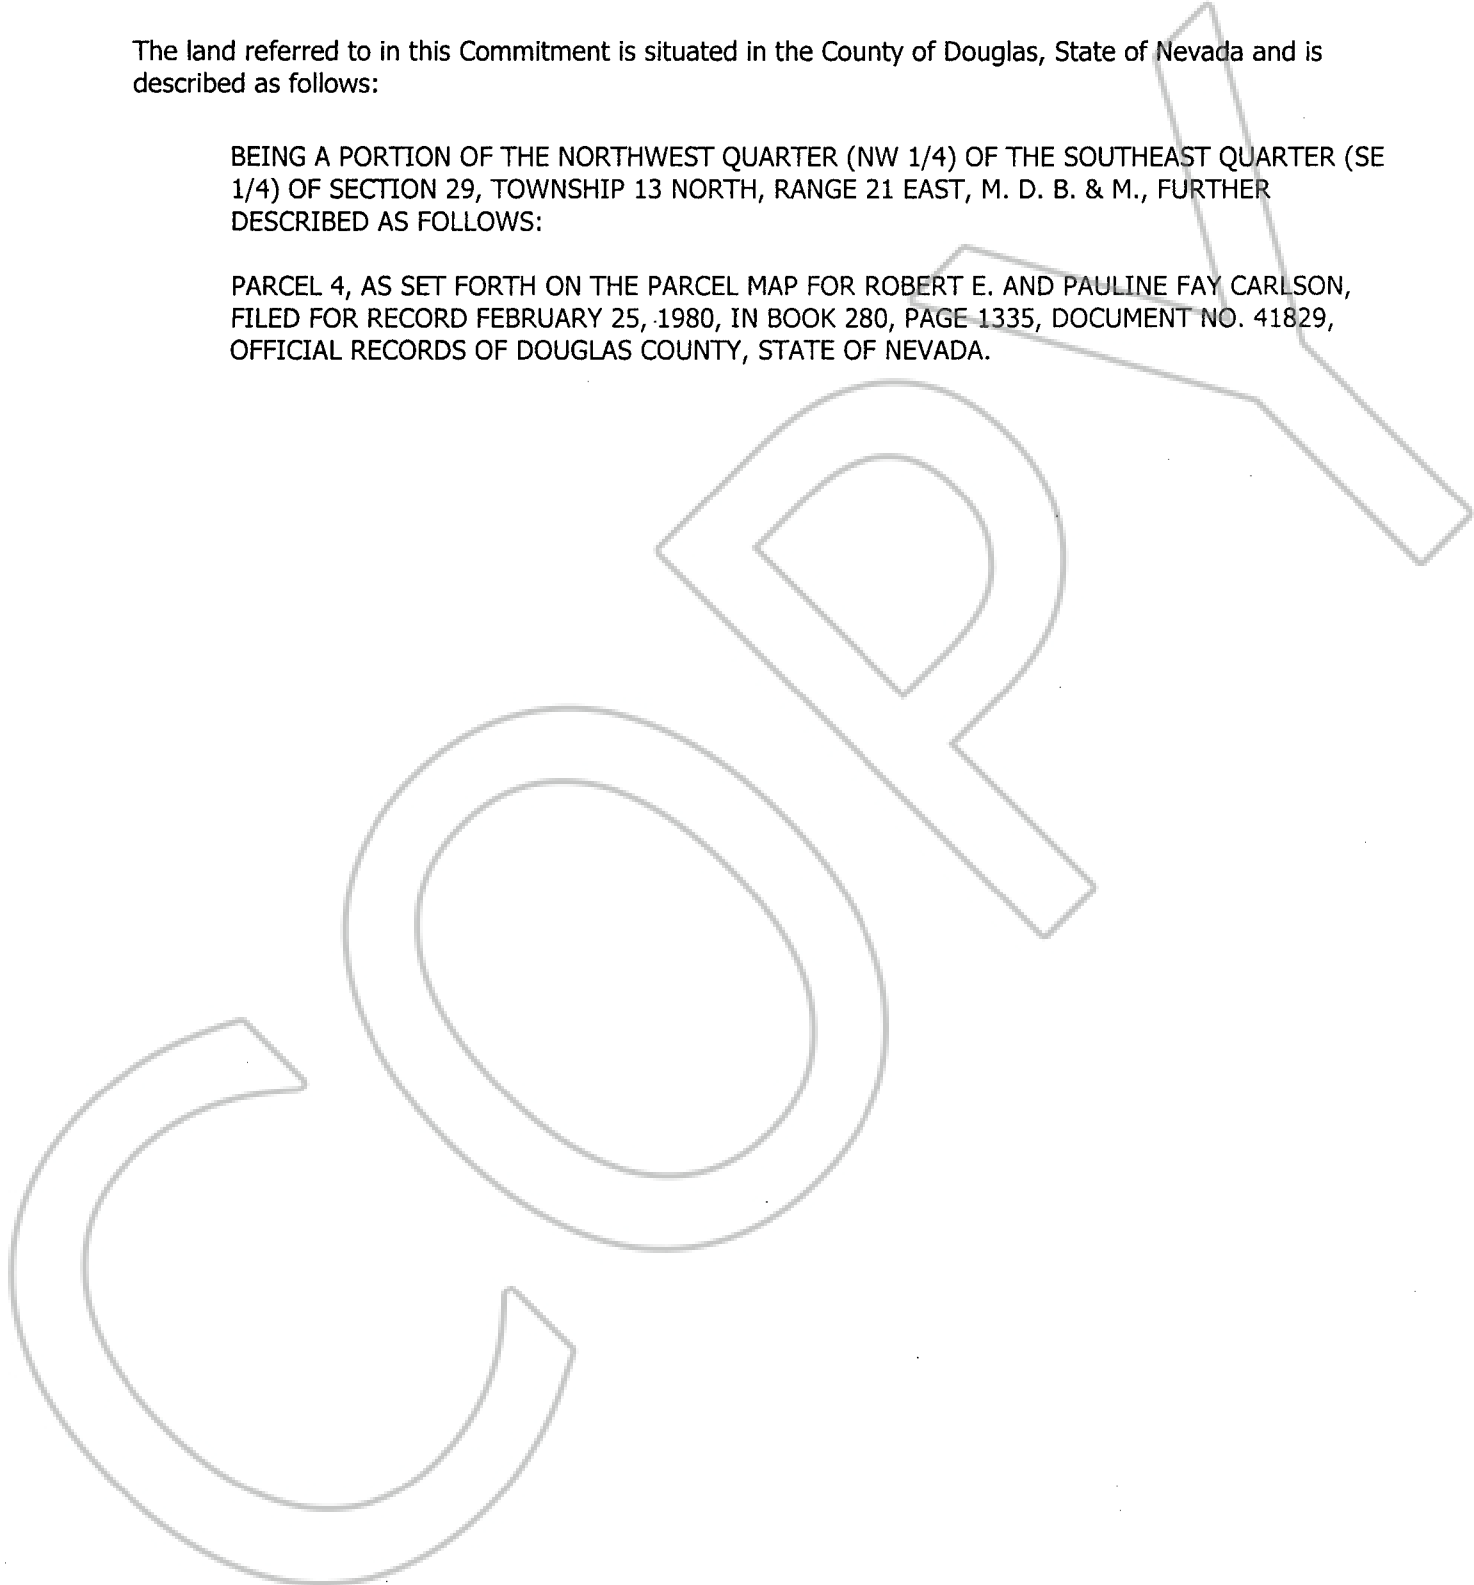 The land referred to in this Commitment is situated in the County of Douglas, State of Nevada and is
described as follows:
BEING A PORTION OF THE NORTHWEST QUARTER (NW 1/4) OF THE SOUTHEAST QUARTER (SE
1/4) OF SECTION 29, TOWNSHIP 13 NORTH, RANGE 21 EAST, M. D. B. & M., FURTHER
DESCRIBED AS FOLLOWS:
PARCEL 4, AS SET FORTH ON THE PARCEL MAP FOR ROBERT E. AND PAULINE FAY CARLSON,
FILED FOR RECORD FEBRUARY 25, 1980, IN BOOK 280, PAGE 1335, DOCUMENT NO. 41829,
OFFICIAL RECORDS OF DOUGLAS COUNTY, STATE OF NEVADA.
COPY